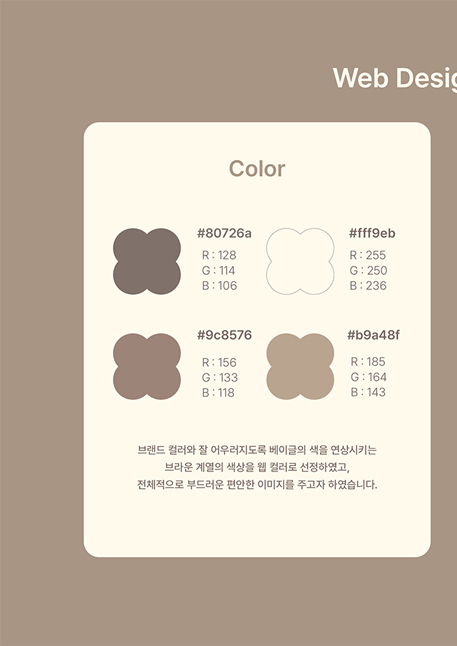 Web Desig
Color
#80726a
R : 128
G : 114
B : 106
#fff9eb
R : 255
G : 250
B : 236
#9c8576
R : 156
G : 133
B : 118
#b9a48f
R : 185
G : 164
B : 143
브랜드 컬러와 잘 어우러지도록 베이글의 색을 연상시키는
브라운 계열의 색상을 웹 컬러로 선정하였고,
전체적으로 부드러운 편안한 이미지를 주고자 하였습니다.